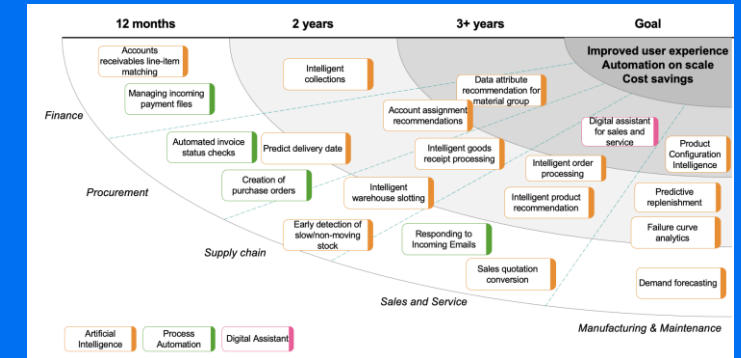 12 months
2 years
3+ years
Goal
Improved user experience
Automation on scale
Cost savings
Accounts
receivables line-item
matching
Intelligent
collections
Data attribute
recommendation for
material group
Managing incoming
payment files
Account assignment
recommendations
Finance
Digital assistant
for sales and
service
Automated invoice
status checks
Predict delivery date
Intelligent goods
receipt processing
Product
Configuration
Intelligence
Intelligent order
processing
Creation of
purchase orders
Intelligent
warehouse slotting
Intelligent product
recommendation
Predictive
replenishment
Procurement
Early detection of
slow/non-moving
stock
Responding to
Incoming Emails
Failure curve
analytics
Supply chain
Sales quotation
conversion
Demand forecasting
Sales and Service
Manufacturing & Maintenance
Artificial
Intelligence
Process
Automation
Digital Assistant